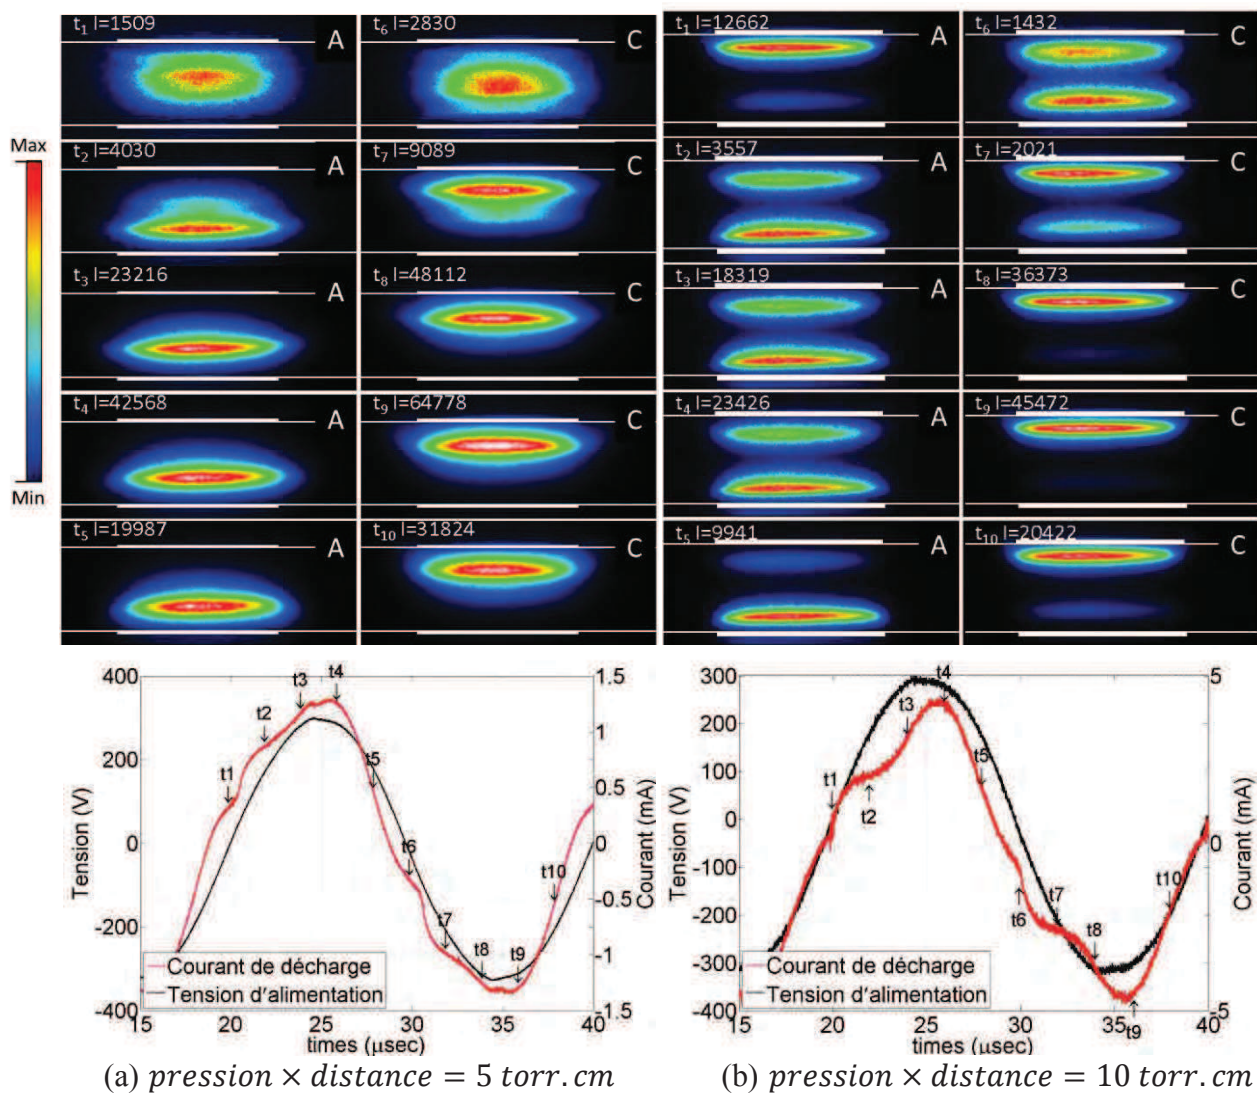 t₁ I=1509 A
t₆ I=2830 C
t₁ I=12662 A
t₆ I=1432 C
Max
t₂ I=4030 A
t₇ I=9089 C
t₂ I=3557 A
t₇ I=2021 C
t₃ I=23216 A
t₈ I=48112 C
t₃ I=18319 A
t₈ I=36373 C
t₄ I=42568 A
t₉ I=64778 C
t₄ I=23426 A
t₉ I=45472 C
Min
t₅ I=19987 A
t₁₀ I=31824 C
t₅ I=9941 A
t₁₀ I=20422 C
400
200
0
-200
-400
Tension (V)
1.5
1
0.5
0
-0.5
-1
-1.5
Courant (mA)
t1
t2
t3
t4
t5
t6
t7
t8
t9
t10
Courant de décharge
Tension d'alimentation
15 20 25 30 35 40
times (μsec)
300
200
100
0
-100
-200
-300
-400
Tension (V)
5
0
-5
Courant (mA)
t1
t2
t3
t4
t5
t6
t7
t8
t9
t10
Courant de décharge
Tension d'alimentation
15 20 25 30 35 40
times (μsec)
(a) pression × distance = 5 torr.cm
(b) pression × distance = 10 torr.cm